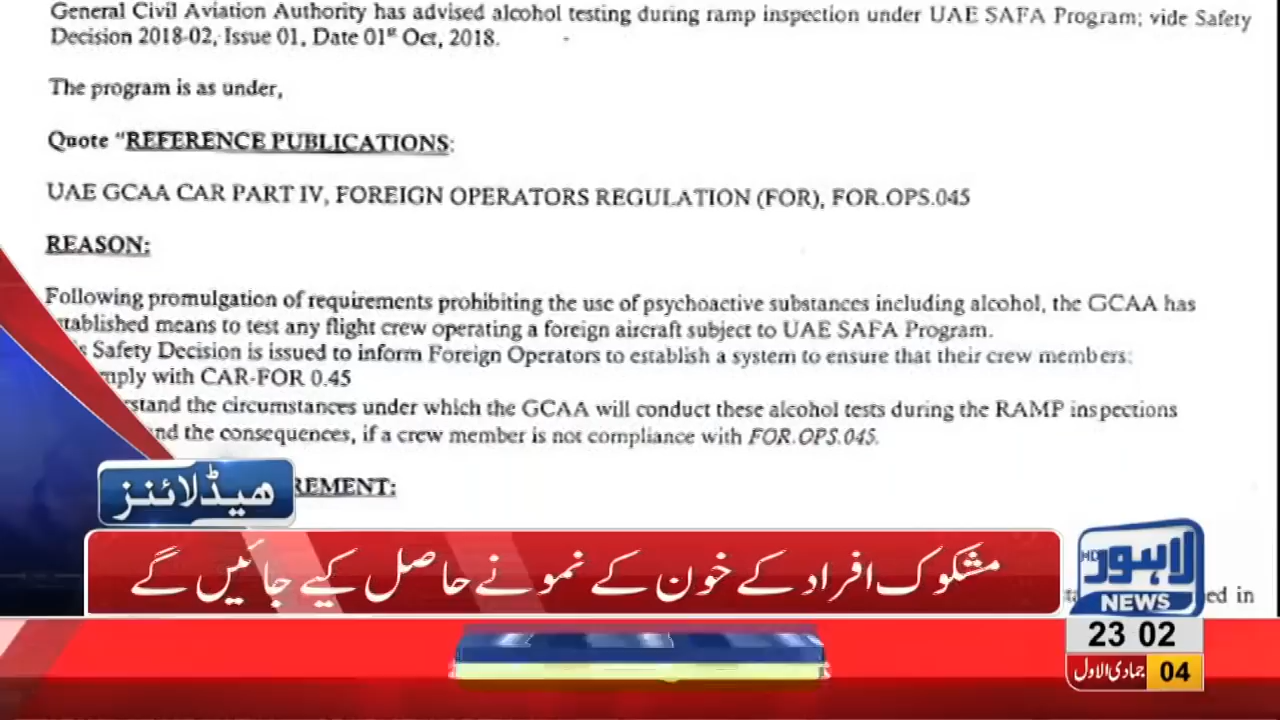 General Civil Aviation Authority has advised alcohol testing during ramp inspection under UAE SAFA Program; vide Safety
Decision 2018-02, Issue 01, Date 01st Oct, 2018.
The program is as under,
Quote "REFERENCE PUBLICATIONS:
UAE GCAA CAR PART IV, FOREIGN OPERATORS REGULATION (FOR), FOR.OPS.045
REASON:
Following promulgation of requirements prohibiting the use of psychoactive substances including alcohol, the GCAA has
tablished means to test any flight crew operating a foreign aircraft subject to UAE SAFA Program.
s Safety Decision is issued to inform Foreign Operators to establish a system to ensure that their crew members:
mply with CAR-FOR 0.45
stand the circumstances under which the GCAA will conduct these alcohol tests during the RAMP inspections
nd the consequences, if a crew member is not compliance with FOR.OPS.045.
REMENT:
ہیڈلائنز
مشکوک افراد کے خون کے نمونے حاصل کیے جائیں گے
ed in
HD
لاہور
NEWS
23 02
جمادی الاول 04